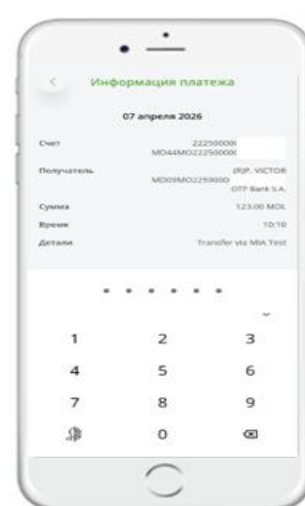 Информация платежа
07 апреля 2026
Счет
22250000
MD44MO22250000
Получатель
(R)P. VICTOR
MD09MO2259000
OTP Bank S.A.
Сумма 123.00 MDL
Время 10:10
Детали Transfer via MIA Test
1 2 3
4 5 6
7 8 9
0